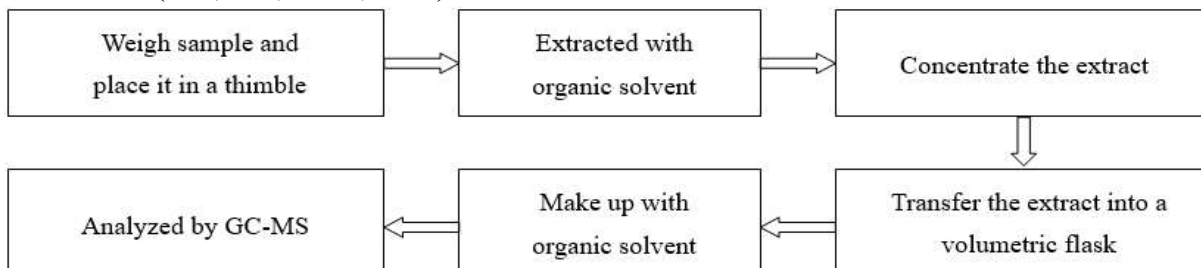 Weigh sample and
place it in a thimble
Extracted with
organic solvent
Concentrate the extract
Transfer the extract into a
volumetric flask
Make up with
organic solvent
Analyzed by GC-MS